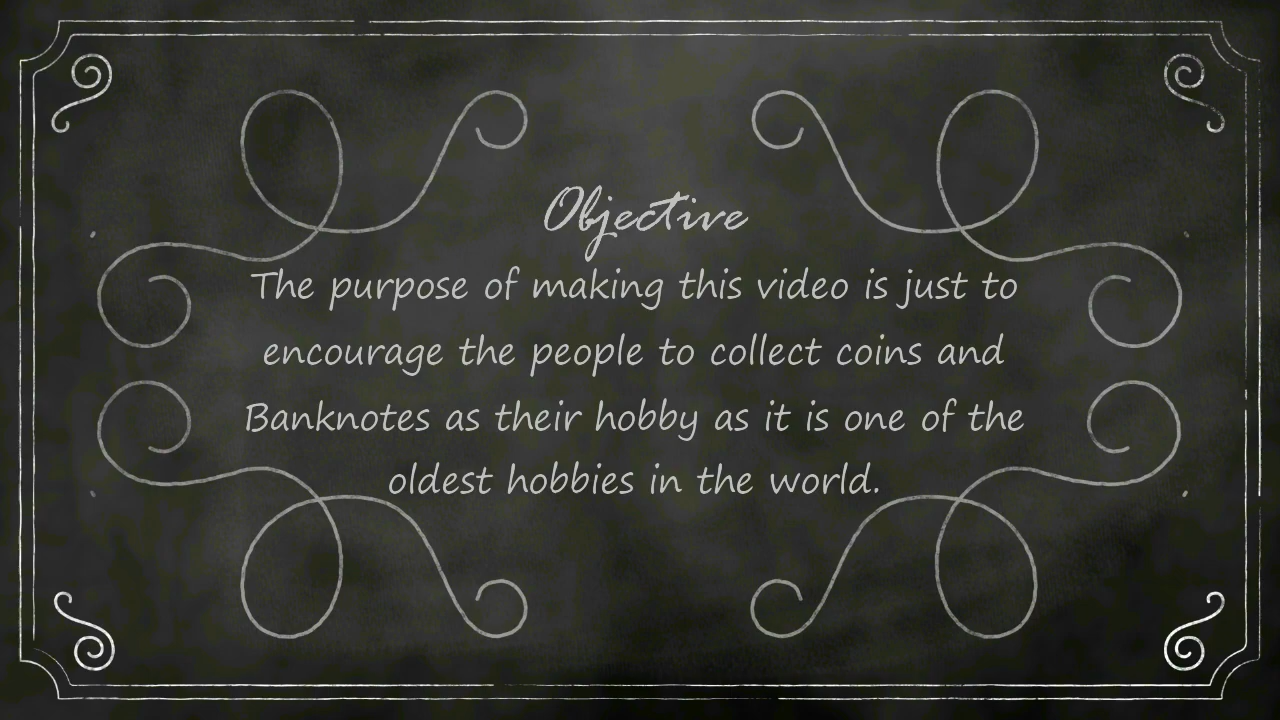 Objective
The purpose of making this video is just to
encourage the people to collect coins and
Banknotes as their hobby as it is one of the
oldest hobbies in the world.